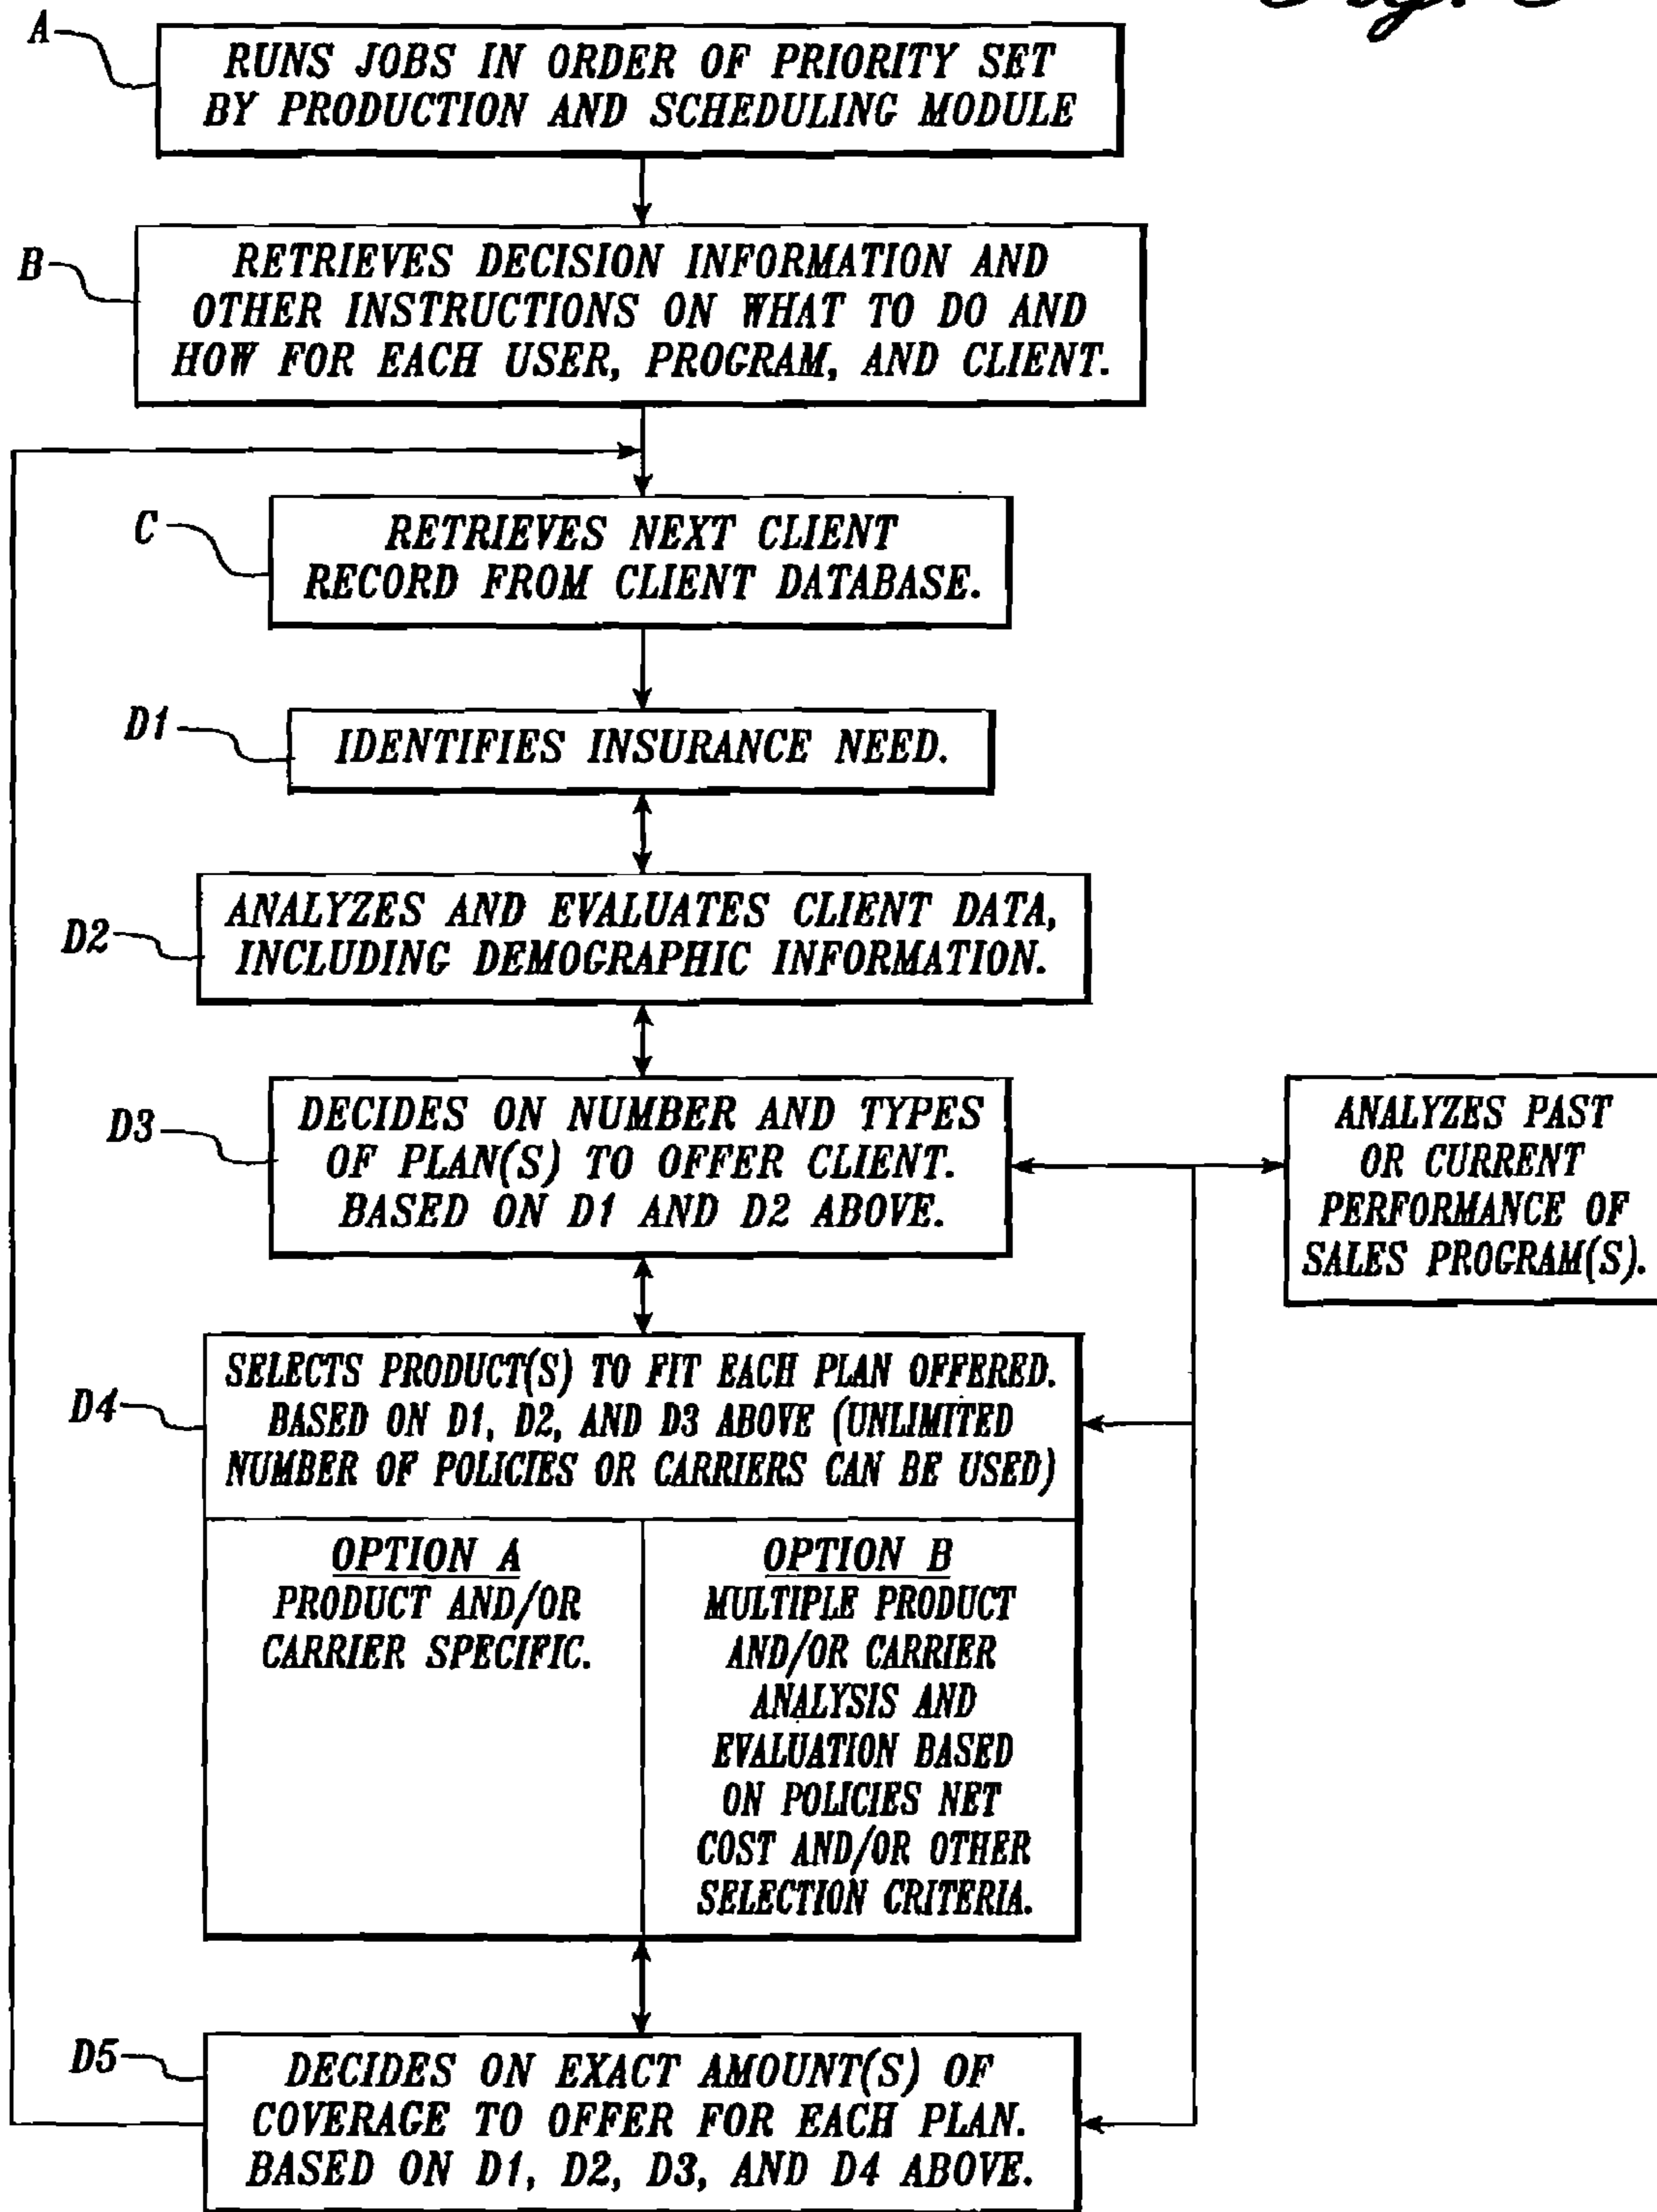 Fig.
A
RUNS JOBS IN ORDER OF PRIORITY SET
BY PRODUCTION AND SCHEDULING MODULE
B
RETRIEVES DECISION INFORMATION AND
OTHER INSTRUCTIONS ON WHAT TO DO AND
HOW FOR EACH USER, PROGRAM, AND CLIENT.
C
RETRIEVES NEXT CLIENT
RECORD FROM CLIENT DATABASE.
D1
IDENTIFIES INSURANCE NEED.
D2
ANALYZES AND EVALUATES CLIENT DATA,
INCLUDING DEMOGRAPHIC INFORMATION.
D3
DECIDES ON NUMBER AND TYPES
OF PLAN(S) TO OFFER CLIENT.
BASED ON D1 AND D2 ABOVE.
ANALYZES PAST
OR CURRENT
PERFORMANCE OF
SALES PROGRAM(S).
D4
SELECTS PRODUCT(S) TO FIT EACH PLAN OFFERED.
BASED ON D1, D2, AND D3 ABOVE (UNLIMITED
NUMBER OF POLICIES OR CARRIERS CAN BE USED)
OPTION A
PRODUCT AND/OR
CARRIER SPECIFIC.
OPTION B
MULTIPLE PRODUCT
AND/OR CARRIER
ANALYSIS AND
EVALUATION BASED
ON POLICIES NET
COST AND/OR OTHER
SELECTION CRITERIA.
D5
DECIDES ON EXACT AMOUNT(S) OF
COVERAGE TO OFFER FOR EACH PLAN.
BASED ON D1, D2, D3, AND D4 ABOVE.